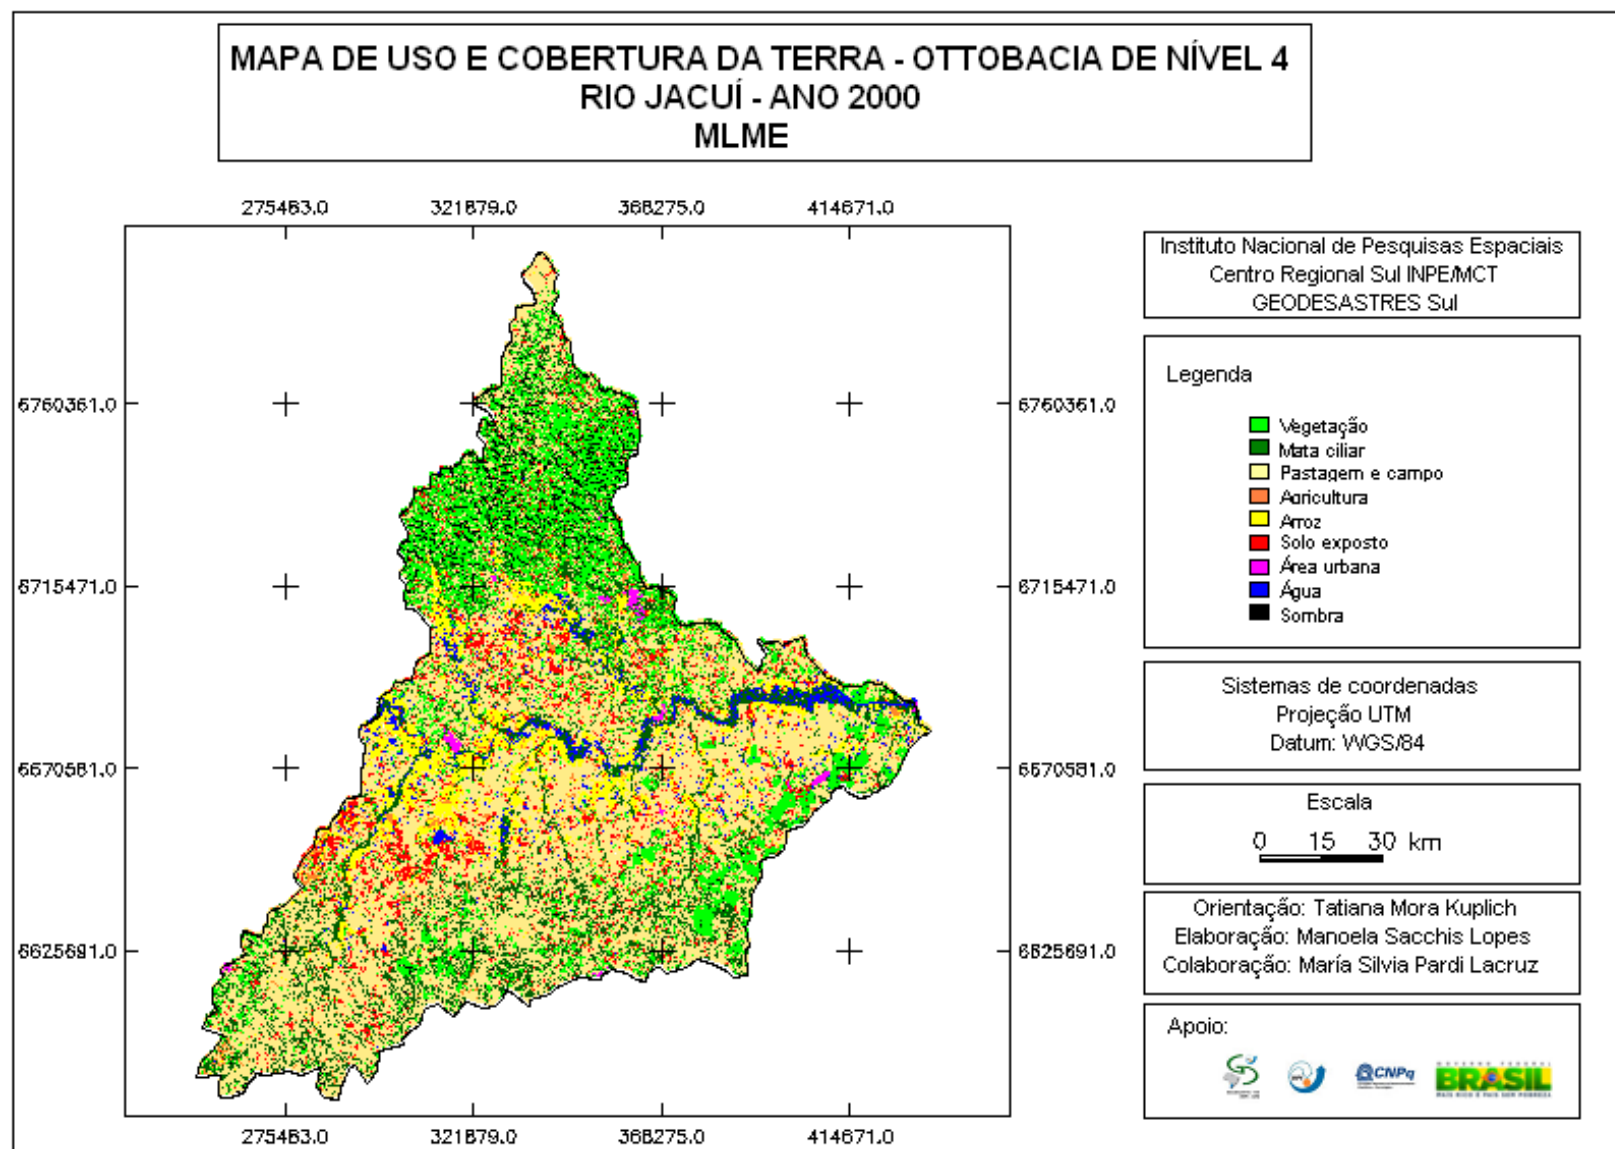 MAPA DE USO E COBERTURA DA TERRA - OTTOBACIA DE NÍVEL 4
RIO JACUÍ - ANO 2000
MLME
275483.0 321879.0 368275.0 414671.0
6760361.0 6760361.0
6715471.0 6715471.0
6670581.0 6670581.0
6625691.0 6625691.0
275483.0 321879.0 368275.0 414671.0
Instituto Nacional de Pesquisas Espaciais
Centro Regional Sul INPE/MCT
GEODESASTRES Sul
Legenda
Vegetação
Mata ciliar
Pastagem e campo
Agricultura
Arroz
Solo exposto
Área urbana
Água
Sombra
Sistemas de coordenadas
Projeção UTM
Datum: WGS/84
Escala
0 15 30 km
Orientação: Tatiana Mora Kuplich
Elaboração: Manoela Sacchis Lopes
Colaboração: María Silvia Pardi Lacruz
Apoio:
CNPq
BRASIL